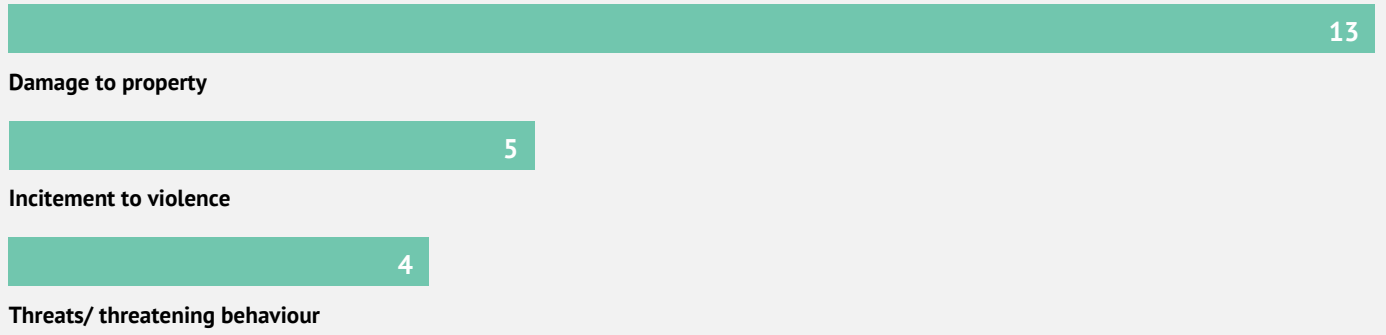 13
Damage to property
5
Incitement to violence
4
Threats/ threatening behaviour